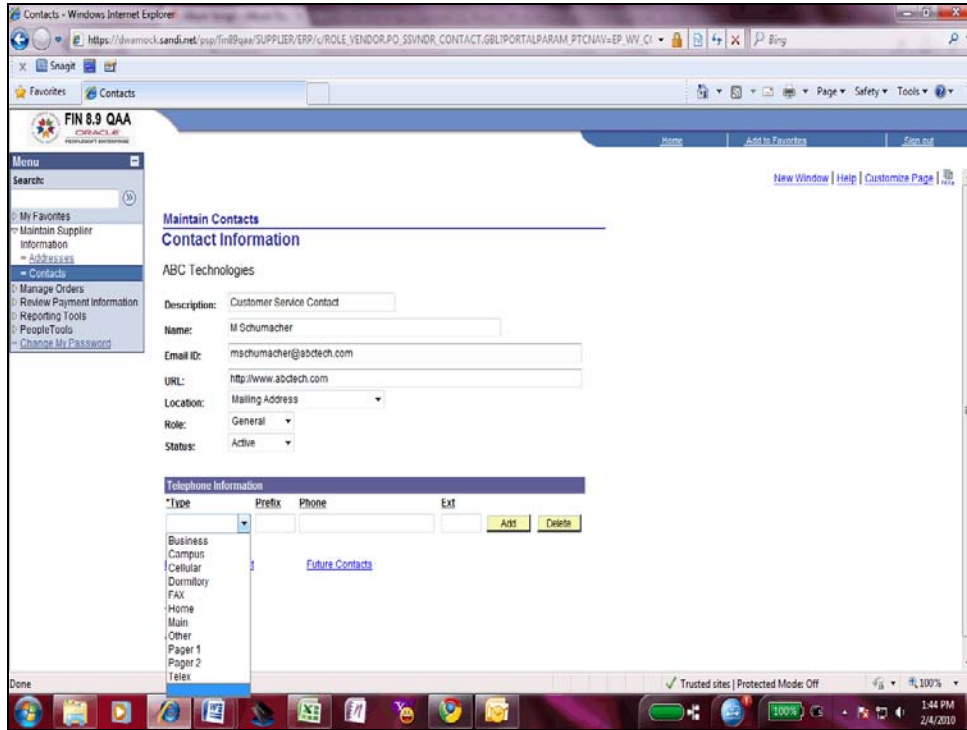 Contacts - Windows Internet Explorer
https://dwarnock.sandi.net/psp/fin89qaa/SUPPLIER/ERP/c/ROLE_VENDOR.PO_SSVNDR_CONTACT.GBL?PORTALPARAM_PTCNAV=EP_WV_C
Bing
x Snagit
Favorites Contacts Page Safety Tools
FIN 8.9 QAA
ORACLE
PEOPLESOFT ENTERPRISE
Home Add to Favorites Sign out
Menu
Search:
New Window | Help | Customize Page |
My Favorites
Maintain Supplier
Information
- Addresses
- Contacts
Manage Orders
Review Payment Information
Reporting Tools
PeopleTools
- Change My Password
Maintain Contacts
Contact Information
ABC Technologies
Description: Customer Service Contact
Name: M Schumacher
Email ID: mschumacher@abctech.com
URL: http://www.abctech.com
Location: Mailing Address
Role: General
Status: Active
Telephone Information
*Type Prefix Phone Ext
Add Delete
Business
Campus
Cellular
Dormitory
FAX
Home
Main
Other
Pager 1
Pager 2
Telex
Future Contacts
Done Trusted sites | Protected Mode: Off 100%
100% 1:44 PM
2/4/2010